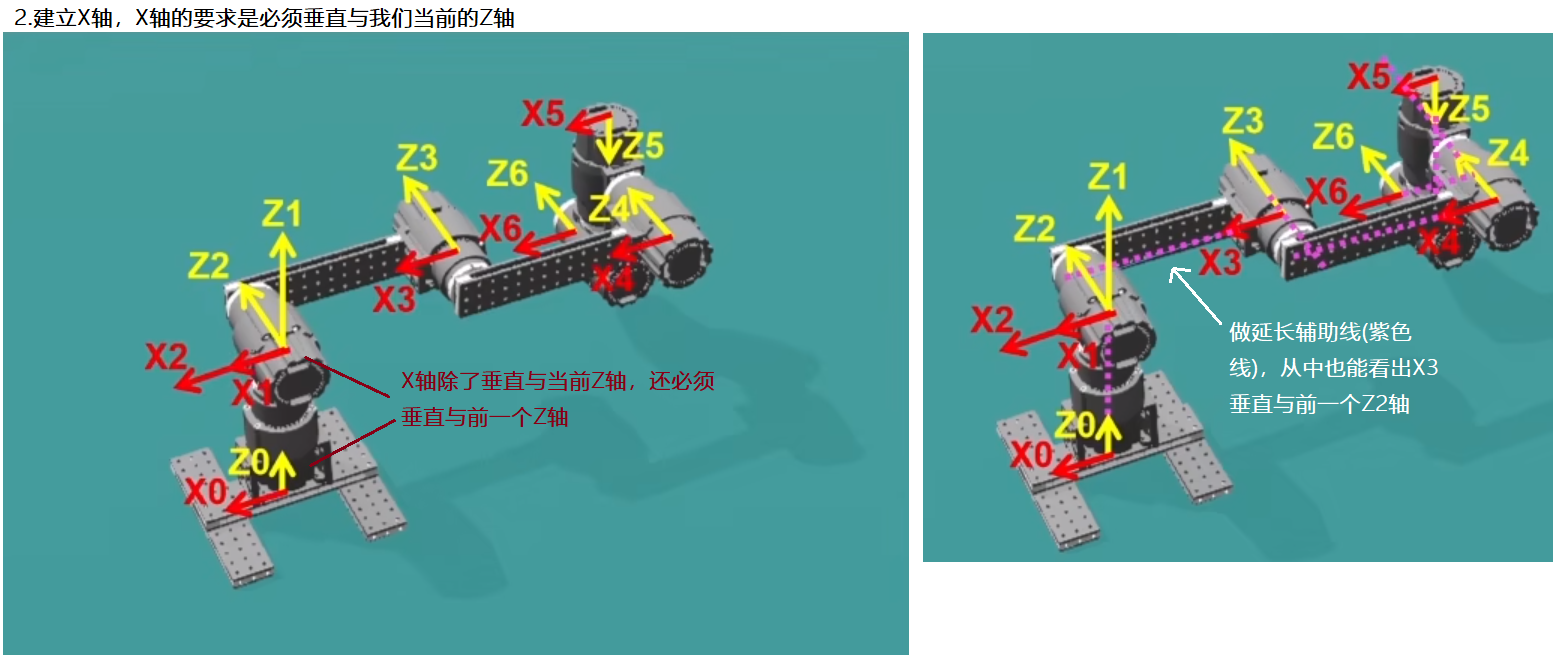 2.建立X轴，X轴的要求是必须垂直与我们当前的Z轴
X5
Z5
Z3
Z6
Z4
X6
Z1
X4
Z2
X3
X2
X1
X轴除了垂直与当前Z轴，还必须
垂直与前一个Z轴
Z0
X0
X5
Z5
Z3
Z6
Z4
Z1
X6
Z2
X4
X3
X2
X1
做延长辅助线(紫色
线)，从中也能看出X3
垂直与前一个Z2轴
Z0
X0